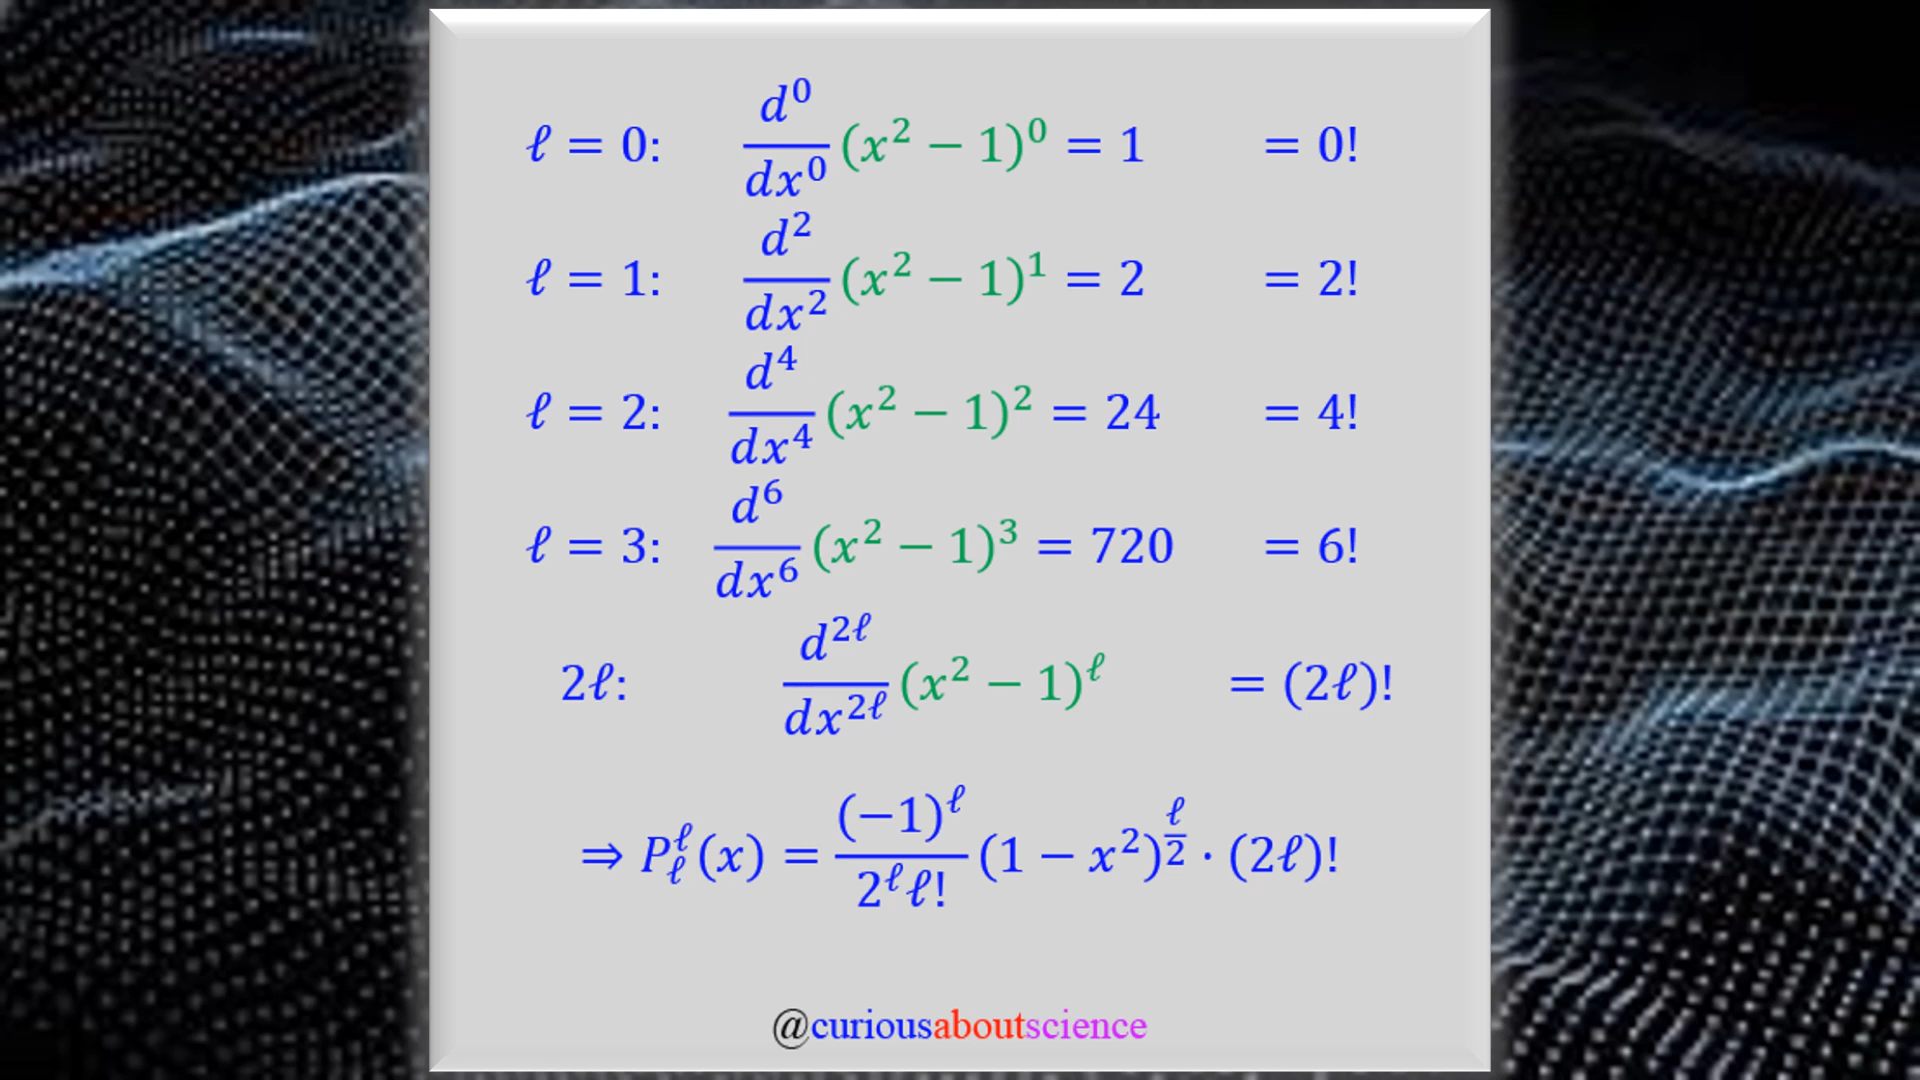 ℓ = 0: d⁰/dx⁰ (x² − 1)⁰ = 1 = 0!
ℓ = 1: d²/dx² (x² − 1)¹ = 2 = 2!
ℓ = 2: d⁴/dx⁴ (x² − 1)² = 24 = 4!
ℓ = 3: d⁶/dx⁶ (x² − 1)³ = 720 = 6!
2ℓ: d^{2ℓ}/dx^{2ℓ} (x² − 1)^ℓ = (2ℓ)!
⇒ P_ℓ^ℓ(x) = (−1)^ℓ/(2^ℓ ℓ!) (1 − x²)^{ℓ/2} · (2ℓ)!
@curiousaboutscience